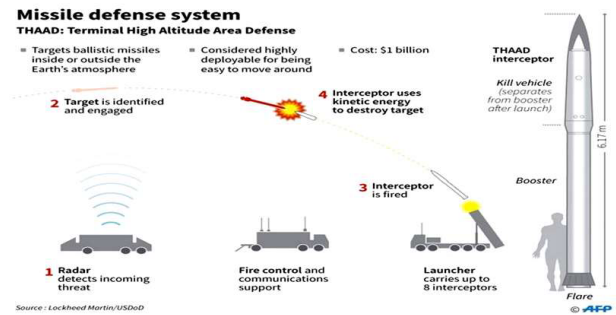 Missile defense system
THAAD: Terminal High Altitude Area Defense
Targets ballistic missiles
inside or outside the
Earth's atmosphere
Considered highly
deployable for being
easy to move around
Cost: $1 billion
THAAD
interceptor
Kill vehicle
(separates
from booster
after launch)
2 Target is identified
and engaged
4 Interceptor uses
kinetic energy
to destroy target
6.17 m
Booster
3 Interceptor
is fired
1 Radar
detects incoming
threat
Fire control and
communications
support
Launcher
carries up to
8 interceptors
Flare
Source : Lockheed Martin/USDoD
© AFP